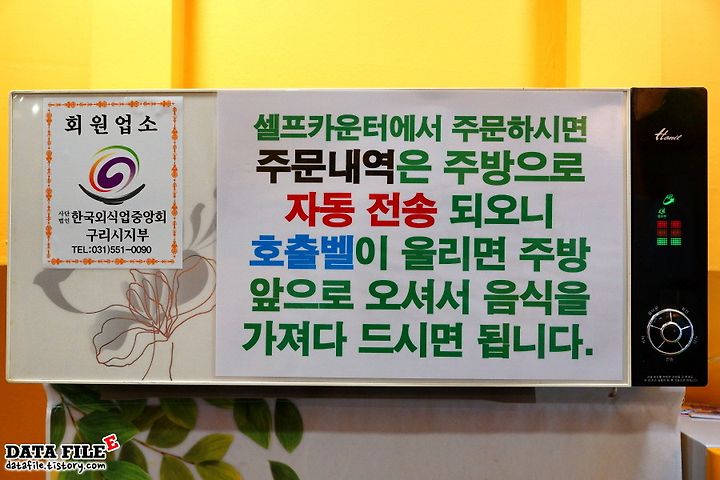 회원업소
사단법인 한국외식업중앙회
구리시지부
TEL:031)551-0090
셀프카운터에서 주문하시면
주문내역은 주방으로
자동 전송 되오니
호출벨이 울리면 주방
앞으로 오셔서 음식을
가져다 드시면 됩니다.
DATA FILE E
datafile.tistory.com